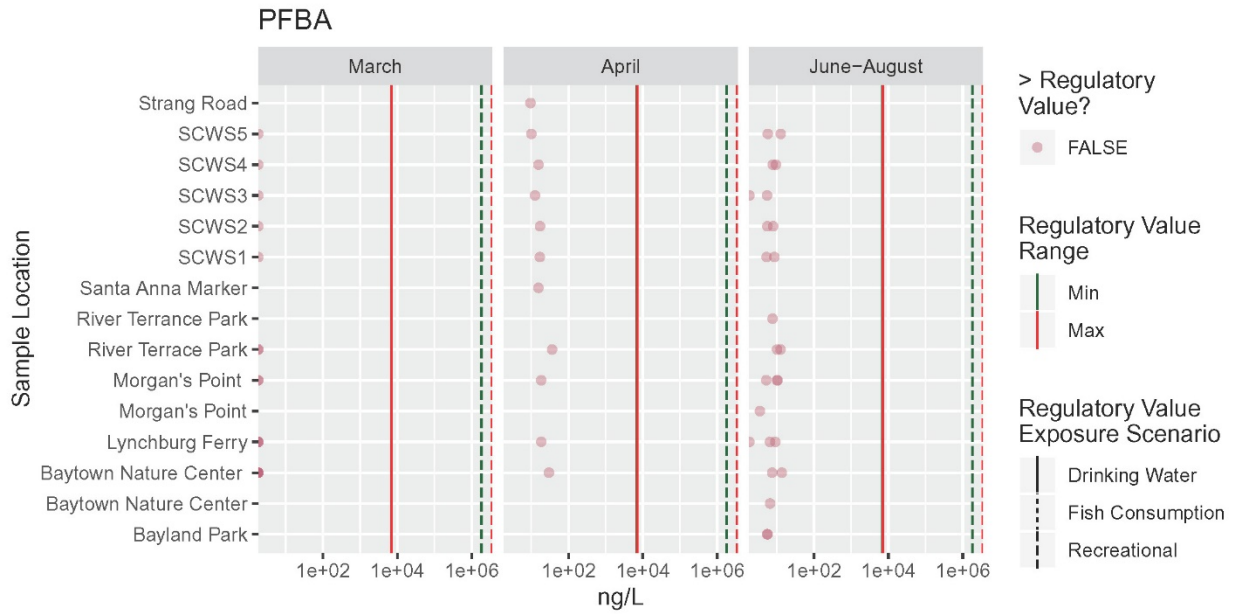 PFBA
March
April
June−August
Strang Road
SCWS5
SCWS4
SCWS3
SCWS2
SCWS1
Santa Anna Marker
River Terrance Park
River Terrace Park
Morgan's Point
Morgan's Point
Lynchburg Ferry
Baytown Nature Center
Baytown Nature Center
Bayland Park
Sample Location
1e+02 1e+04 1e+06
1e+02 1e+04 1e+06
1e+02 1e+04 1e+06
ng/L
> Regulatory
Value?
FALSE
Regulatory Value
Range
Min
Max
Regulatory Value
Exposure Scenario
Drinking Water
Fish Consumption
Recreational